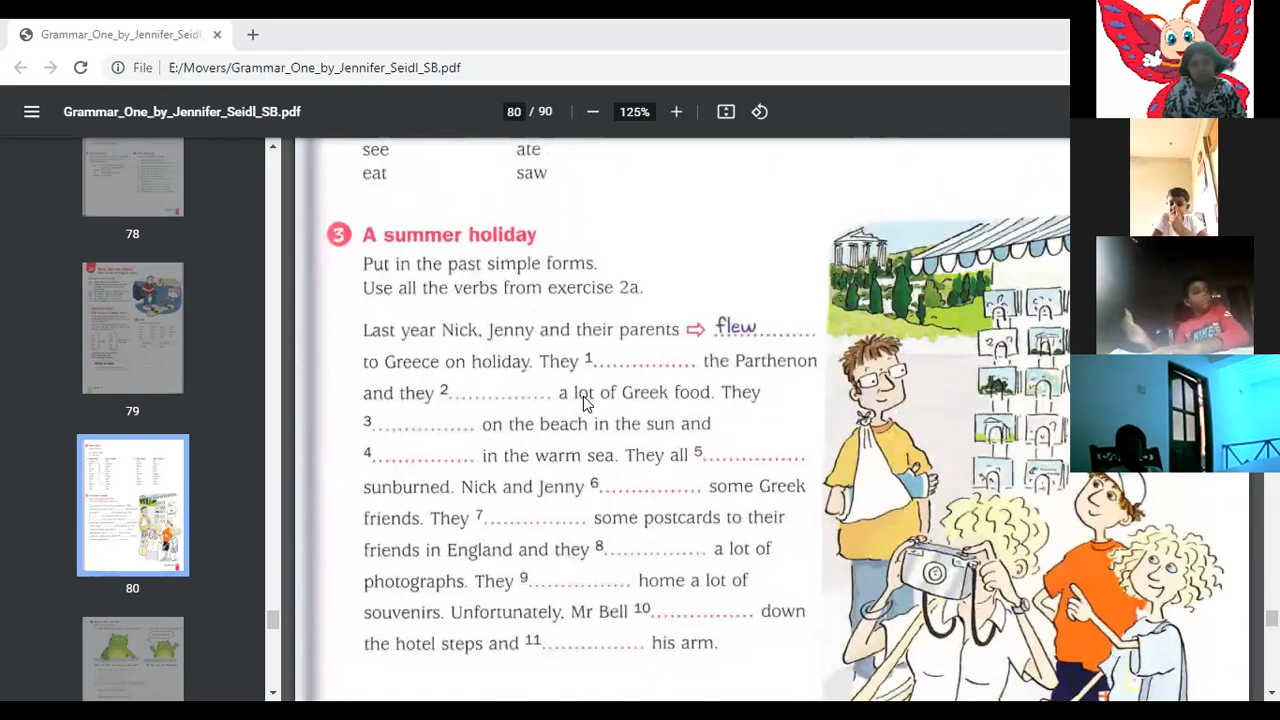 Grammar_One_by_Jennifer_Seidl
File E:/Movers/Grammar_One_by_Jennifer_Seidl_SB.pdf
Grammar_One_by_Jennifer_Seidl_SB.pdf 80 / 90 125%
see ate
eat saw
3 A summer holiday
Put in the past simple forms.
Use all the verbs from exercise 2a.
Last year Nick, Jenny and their parents ⇨ flew
to Greece on holiday. They 1 ............... the Parthenon
and they 2 ............... a lot of Greek food. They
3 ............... on the beach in the sun and
4 ............... in the warm sea. They all 5 ...............
sunburned. Nick and Jenny 6 ............... some Greek
friends. They 7 ............... some postcards to their
friends in England and they 8 ............... a lot of
photographs. They 9 ............... home a lot of
souvenirs. Unfortunately, Mr Bell 10 ............... down
the hotel steps and 11 ............... his arm.
78
79
80